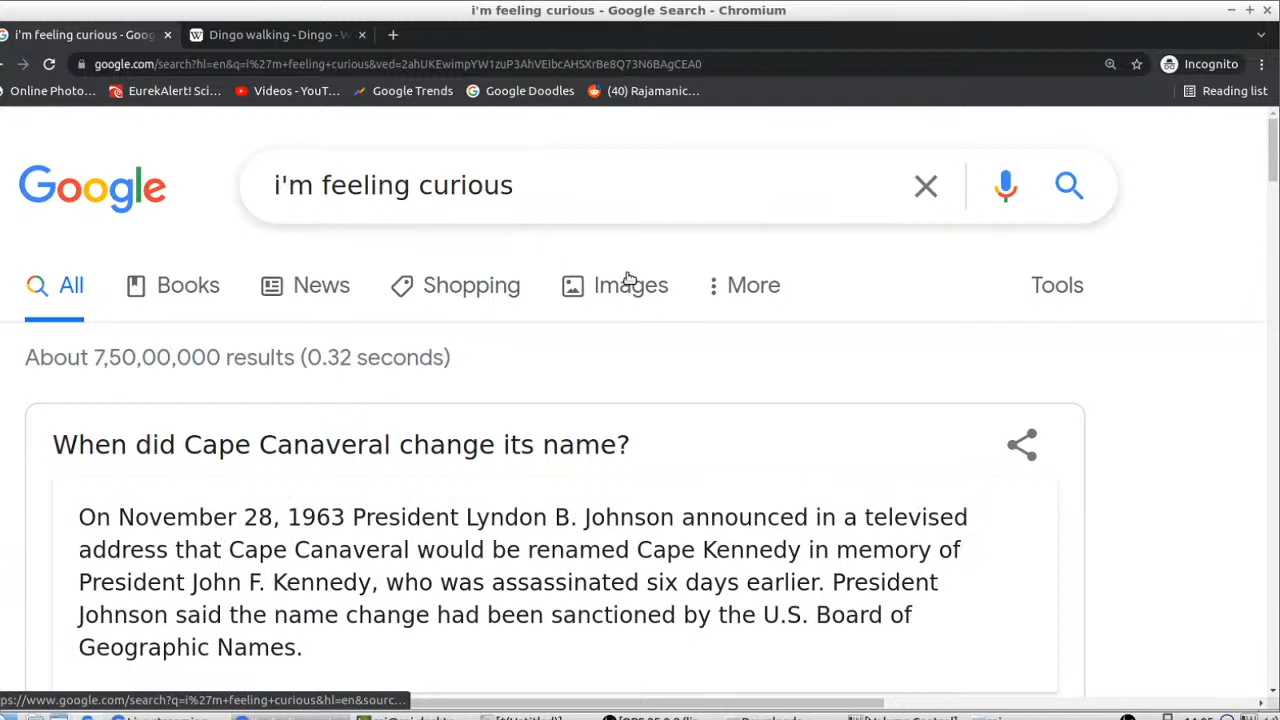 i'm feeling curious - Google Search - Chromium
i'm feeling curious - Goog
Dingo walking - Dingo - W
google.com/search?hl=en&q=i%27m+feeling+curious&ved=2ahUKEwimpYW1zuP3AhVEIbcAHSXrBe8Q73N6BAgCEA0
Incognito
Online Photo...
EurekAlert! Sci...
Videos - YouT...
Google Trends
Google Doodles
(40) Rajamanic...
Reading list
Google
i'm feeling curious
All
Books
News
Shopping
Images
More
Tools
About 7,50,00,000 results (0.32 seconds)
When did Cape Canaveral change its name?
On November 28, 1963 President Lyndon B. Johnson announced in a televised
address that Cape Canaveral would be renamed Cape Kennedy in memory of
President John F. Kennedy, who was assassinated six days earlier. President
Johnson said the name change had been sanctioned by the U.S. Board of
Geographic Names.
ps://www.google.com/search?q=i%27m+feeling+curious&hl=en&sourc...